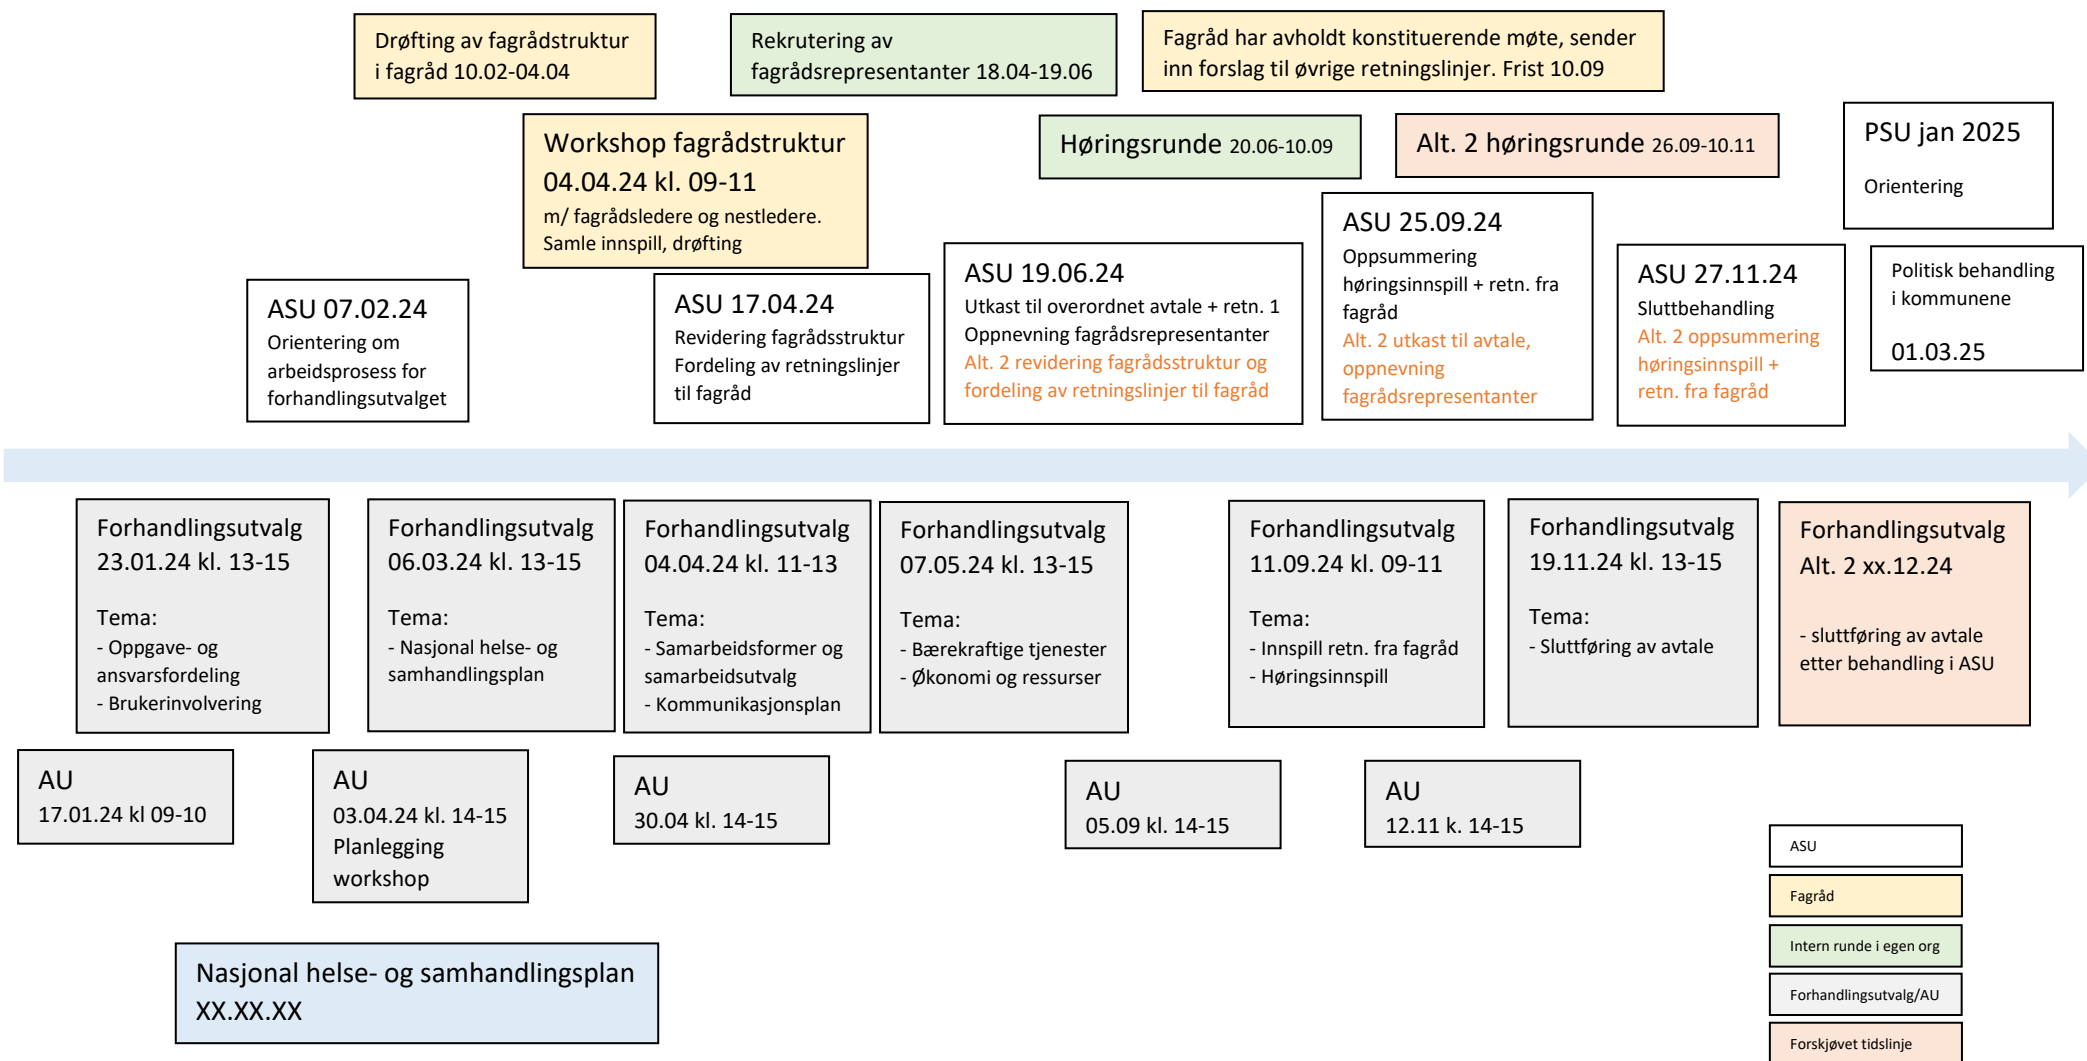 Drøfting av fagrådstruktur
i fagråd 10.02-04.04
Rekrutering av
fagrådsrepresentanter 18.04-19.06
Fagråd har avholdt konstituerende møte, sender
inn forslag til øvrige retningslinjer. Frist 10.09
Workshop fagrådstruktur
04.04.24 kl. 09-11
m/ fagrådsledere og nestledere.
Samle innspill, drøfting
Høringsrunde 20.06-10.09
Alt. 2 høringsrunde 26.09-10.11
PSU jan 2025
Orientering
ASU 07.02.24
Orientering om
arbeidsprosess for
forhandlingsutvalget
ASU 17.04.24
Revidering fagrådsstruktur
Fordeling av retningslinjer
til fagråd
ASU 19.06.24
Utkast til overordnet avtale + retn. 1
Oppnevning fagrådsrepresentanter
Alt. 2 revidering fagrådsstruktur og
fordeling av retningslinjer til fagråd
ASU 25.09.24
Oppsummering
høringsinnspill + retn. fra
fagråd
Alt. 2 utkast til avtale,
oppnevning
fagrådsrepresentanter
ASU 27.11.24
Sluttbehandling
Alt. 2 oppsummering
høringsinnspill +
retn. fra fagråd
Politisk behandling
i kommunene
01.03.25
Forhandlingsutvalg
23.01.24 kl. 13-15
Tema:
- Oppgave- og
ansvarsfordeling
- Brukerinvolvering
Forhandlingsutvalg
06.03.24 kl. 13-15
Tema:
- Nasjonal helse- og
samhandlingsplan
Forhandlingsutvalg
04.04.24 kl. 11-13
Tema:
- Samarbeidsformer og
samarbeidsutvalg
- Kommunikasjonsplan
Forhandlingsutvalg
07.05.24 kl. 13-15
Tema:
- Bærekraftige tjenester
- Økonomi og ressurser
Forhandlingsutvalg
11.09.24 kl. 09-11
Tema:
- Innspill retn. fra fagråd
- Høringsinnspill
Forhandlingsutvalg
19.11.24 kl. 13-15
Tema:
- Sluttføring av avtale
Forhandlingsutvalg
Alt. 2 xx.12.24
- sluttføring av avtale
etter behandling i ASU
AU
17.01.24 kl 09-10
AU
03.04.24 kl. 14-15
Planlegging
workshop
AU
30.04 kl. 14-15
AU
05.09 kl. 14-15
AU
12.11 k. 14-15
Nasjonal helse- og samhandlingsplan
XX.XX.XX
ASU
Fagråd
Intern runde i egen org
Forhandlingsutvalg/AU
Forskjøvet tidslinje